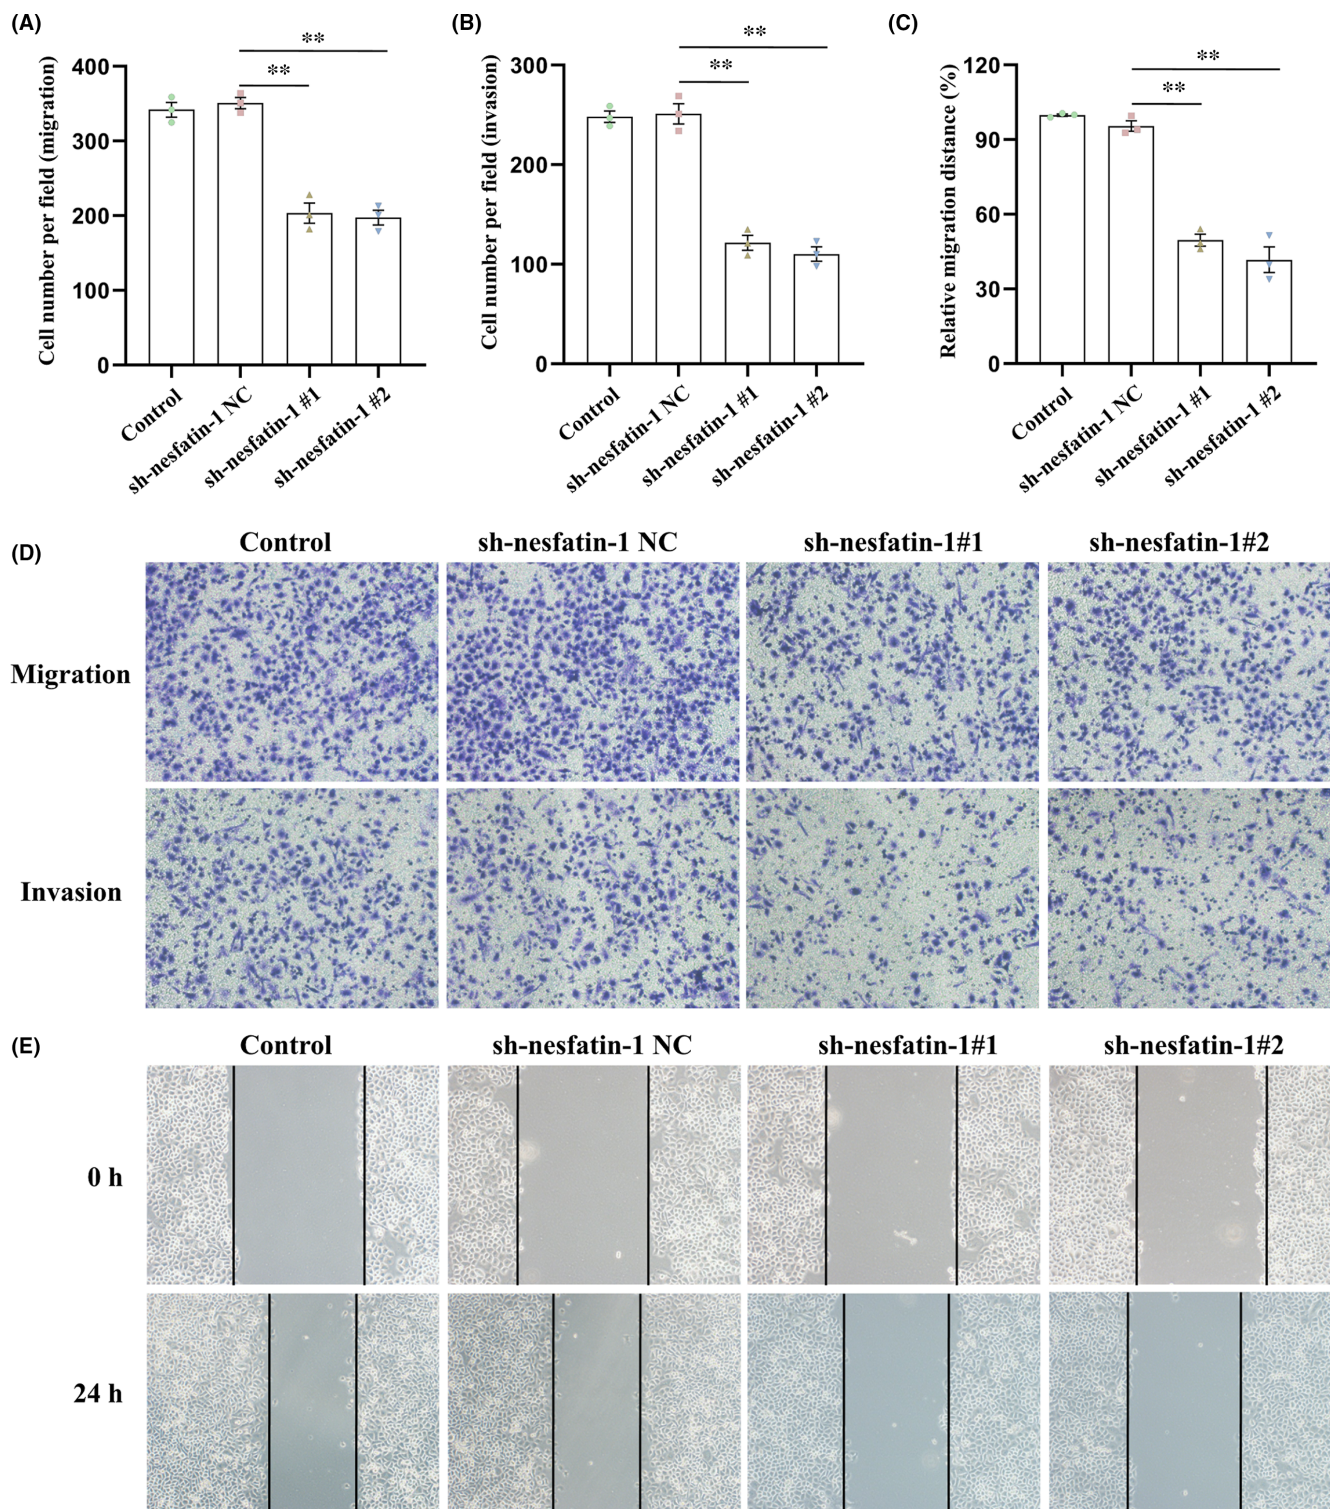 (A)
Cell number per field (migration)
400
300
200
100
0
**
**
Control
sh-nesfatin-1 NC
sh-nesfatin-1 #1
sh-nesfatin-1 #2
(B)
Cell number per field (invasion)
300
200
100
0
**
**
Control
sh-nesfatin-1 NC
sh-nesfatin-1 #1
sh-nesfatin-1 #2
(C)
Relative migration distance (%)
120
90
60
30
0
**
**
Control
sh-nesfatin-1 NC
sh-nesfatin-1 #1
sh-nesfatin-1 #2
(D)
Control
sh-nesfatin-1 NC
sh-nesfatin-1#1
sh-nesfatin-1#2
Migration
Invasion
(E)
Control
sh-nesfatin-1 NC
sh-nesfatin-1#1
sh-nesfatin-1#2
0 h
24 h